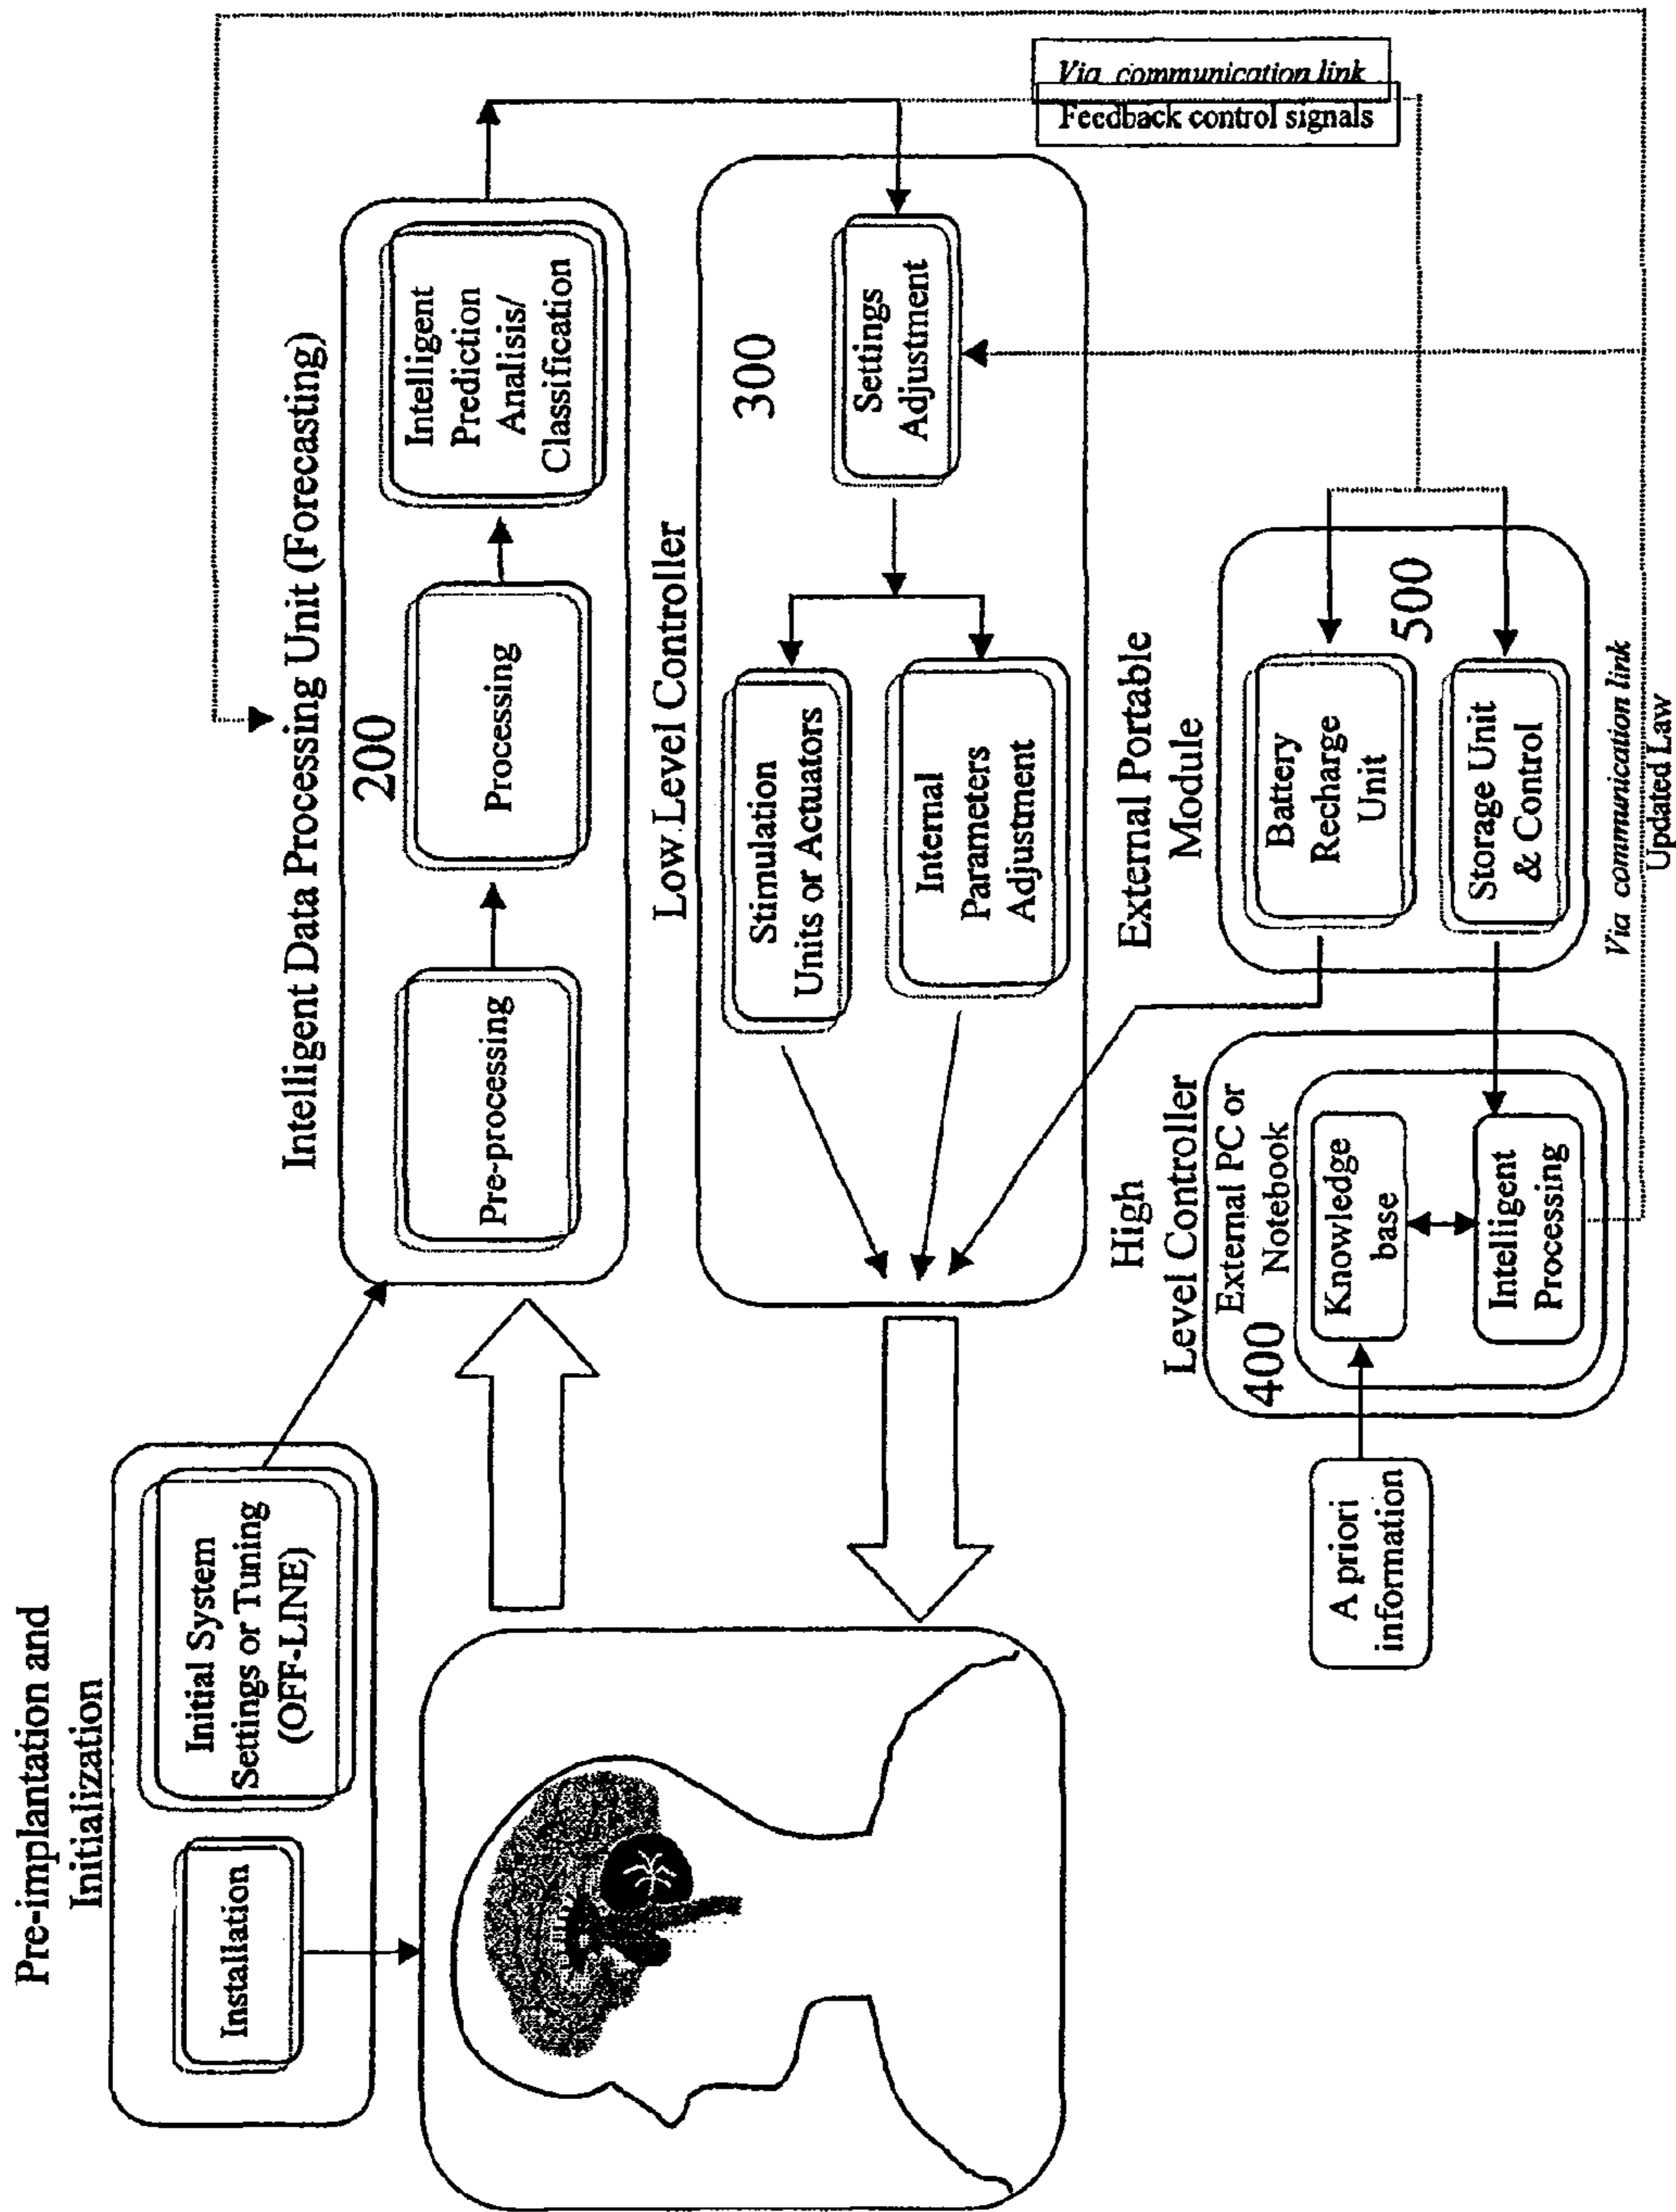 Pre-implantation and
Initialization
Installation
Initial System
Settings or Tuning
(OFF-LINE)
Intelligent Data Processing Unit (Forecasting)
200
Pre-processing
Processing
Intelligent
Prediction
Analisis/
Classification
Low Level Controller
300
Stimulation
Units or Actuators
Internal
Parameters
Adjustment
Settings
Adjustment
Via communication link
Feedback control signals
High
Level Controller
400
External PC or
Notebook
Knowledge
base
Intelligent
Processing
A priori
information
External Portable
Module
Battery
Recharge
Unit
500
Storage Unit
& Control
Via communication link
Updated Law